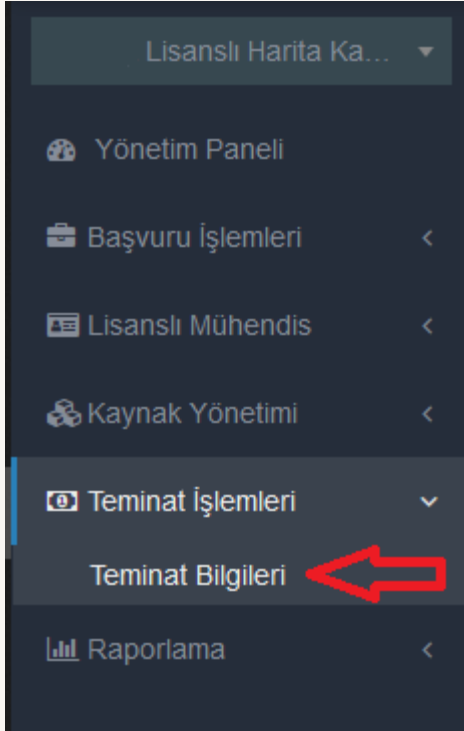 Lisanslı Harita Ka...
Yönetim Paneli
Başvuru İşlemleri
Lisanslı Mühendis
Kaynak Yönetimi
Teminat İşlemleri
Teminat Bilgileri
Raporlama